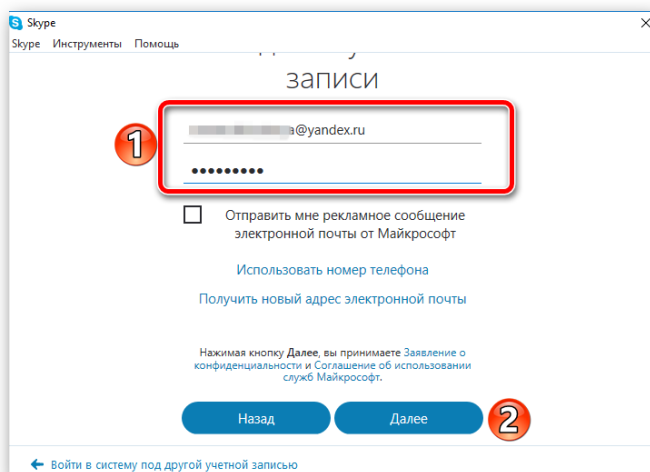 Skype
Skype Инструменты Помощь
записи
1
a@yandex.ru
•••••••••
Отправить мне рекламное сообщение
электронной почты от Майкрософт
Использовать номер телефона
Получить новый адрес электронной почты
Нажимая кнопку Далее, вы принимаете Заявление о
конфиденциальности и Соглашение об использовании
служб Майкрософт.
Назад Далее 2
Войти в систему под другой учетной записью